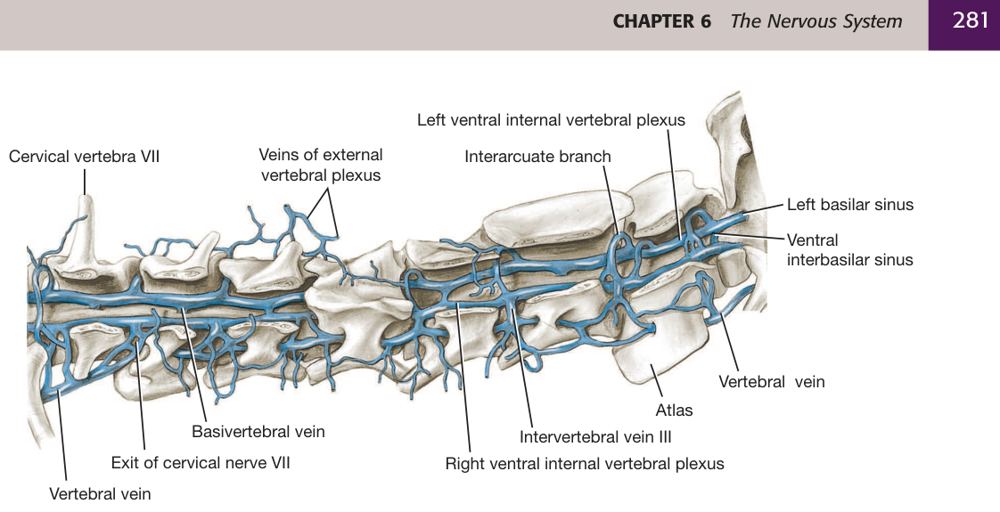 CHAPTER 6 The Nervous System 281
Left ventral internal vertebral plexus
Cervical vertebra VII
Veins of external
vertebral plexus
Interarcuate branch
Left basilar sinus
Ventral
interbasilar sinus
Vertebral vein
Atlas
Basivertebral vein
Intervertebral vein III
Exit of cervical nerve VII
Right ventral internal vertebral plexus
Vertebral vein